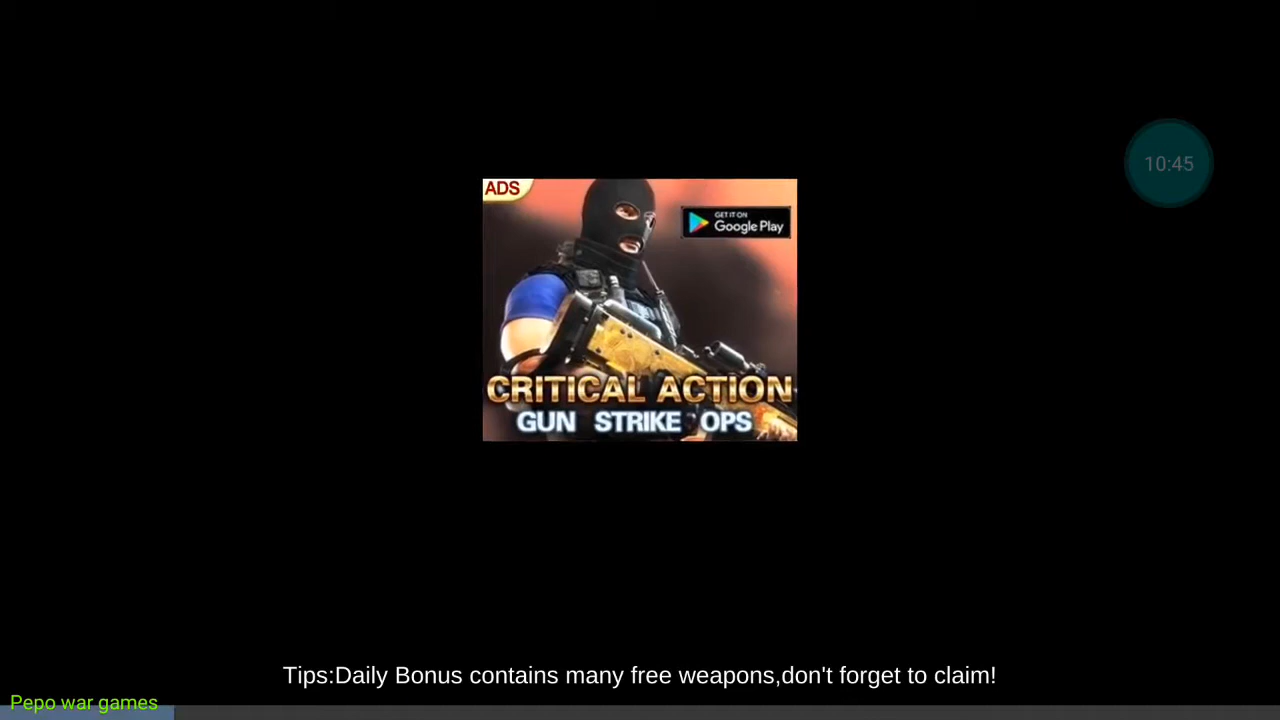 10:45
ADS
GET IT ON
Google Play
CRITICAL ACTION
GUN STRIKE OPS
Tips:Daily Bonus contains many free weapons,don't forget to claim!
Pepo war games